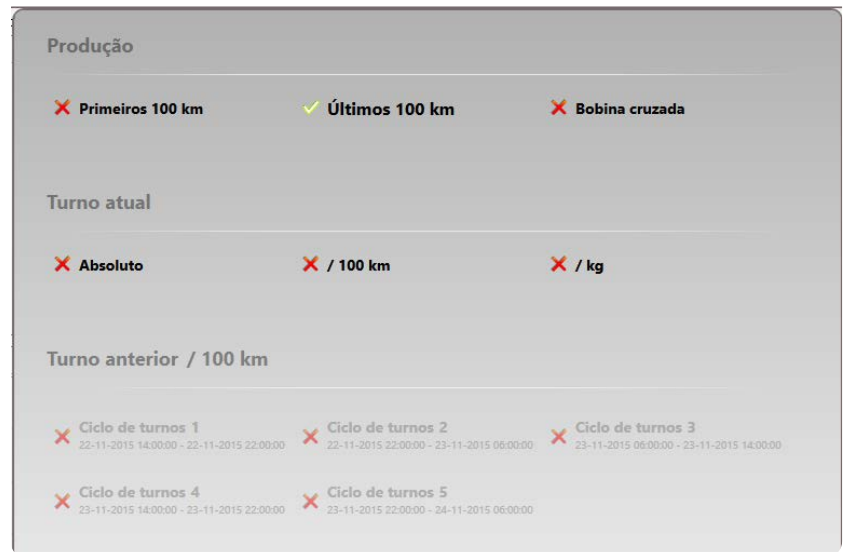 Produção
Primeiros 100 km
Últimos 100 km
Bobina cruzada
Turno atual
Absoluto
/ 100 km
/ kg
Turno anterior / 100 km
Ciclo de turnos 1
22-11-2015 14:00:00 - 22-11-2015 22:00:00
Ciclo de turnos 2
22-11-2015 22:00:00 - 23-11-2015 06:00:00
Ciclo de turnos 3
23-11-2015 06:00:00 - 23-11-2015 14:00:00
Ciclo de turnos 4
23-11-2015 14:00:00 - 23-11-2015 22:00:00
Ciclo de turnos 5
23-11-2015 22:00:00 - 24-11-2015 06:00:00